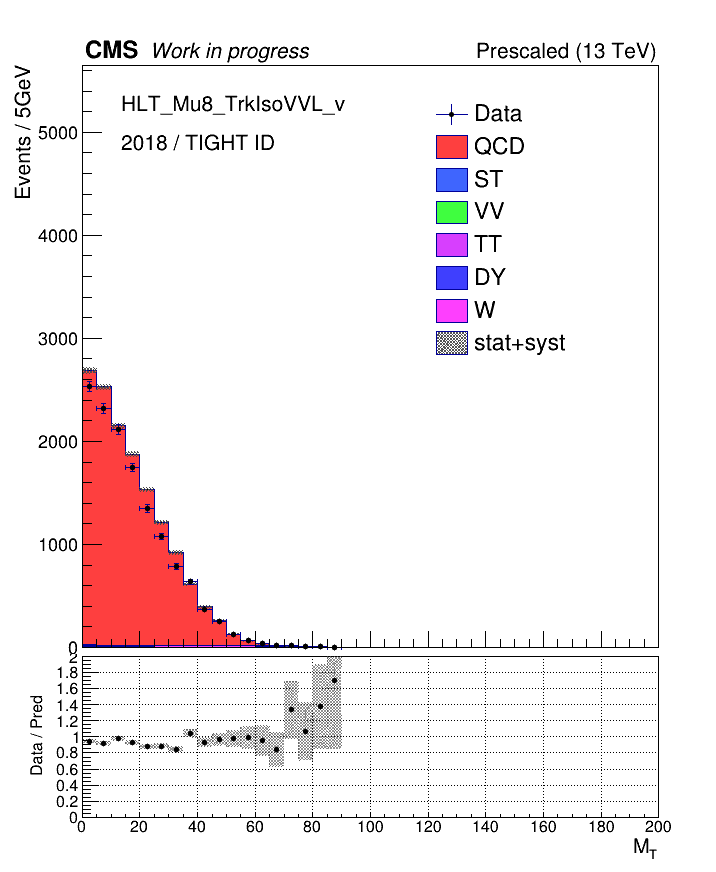 CMS Work in progress
Prescaled (13 TeV)
Events / 5GeV
HLT_Mu8_TrkIsoVVL_v
2018 / TIGHT ID
Data
QCD
ST
VV
TT
DY
W
stat+syst
5000
4000
3000
2000
1000
0
Data / Pred
2
1.8
1.6
1.4
1.2
1
0.8
0.6
0.4
0.2
0
0 20 40 60 80 100 120 140 160 180 200
M_T